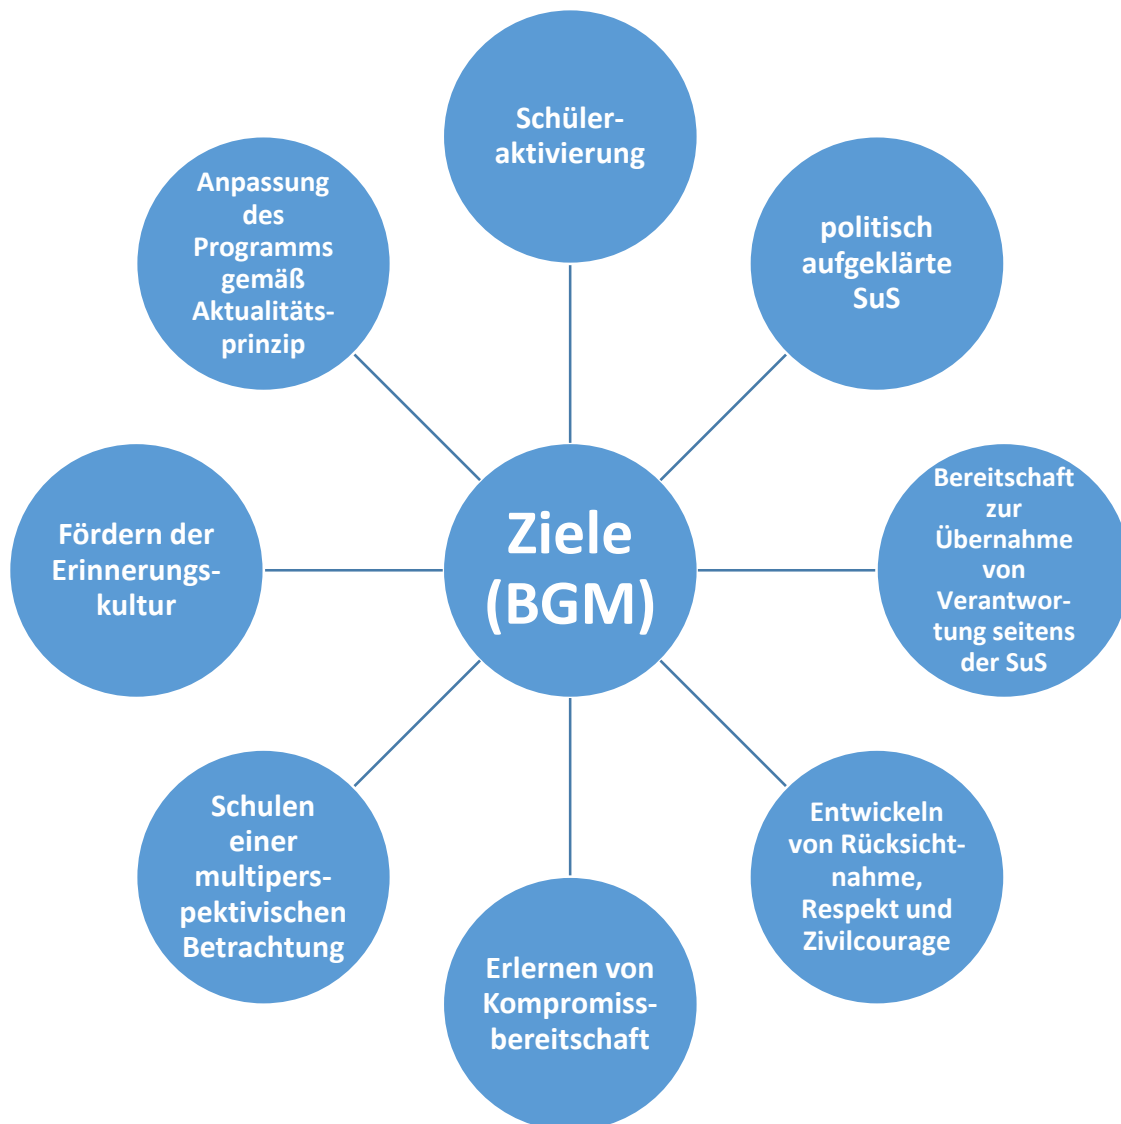 Schüler-
aktivierung
politisch
aufgeklärte
SuS
Bereitschaft
zur
Übernahme
von
Verantwor-
tung seitens
der SuS
Entwickeln
von Rücksicht-
nahme,
Respekt und
Zivilcourage
Erlernen von
Kompromiss-
bereitschaft
Schulen
einer
multipers-
pektivischen
Betrachtung
Fördern der
Erinnerungs-
kultur
Anpassung
des
Programms
gemäß
Aktualitäts-
prinzip
Ziele
(BGM)